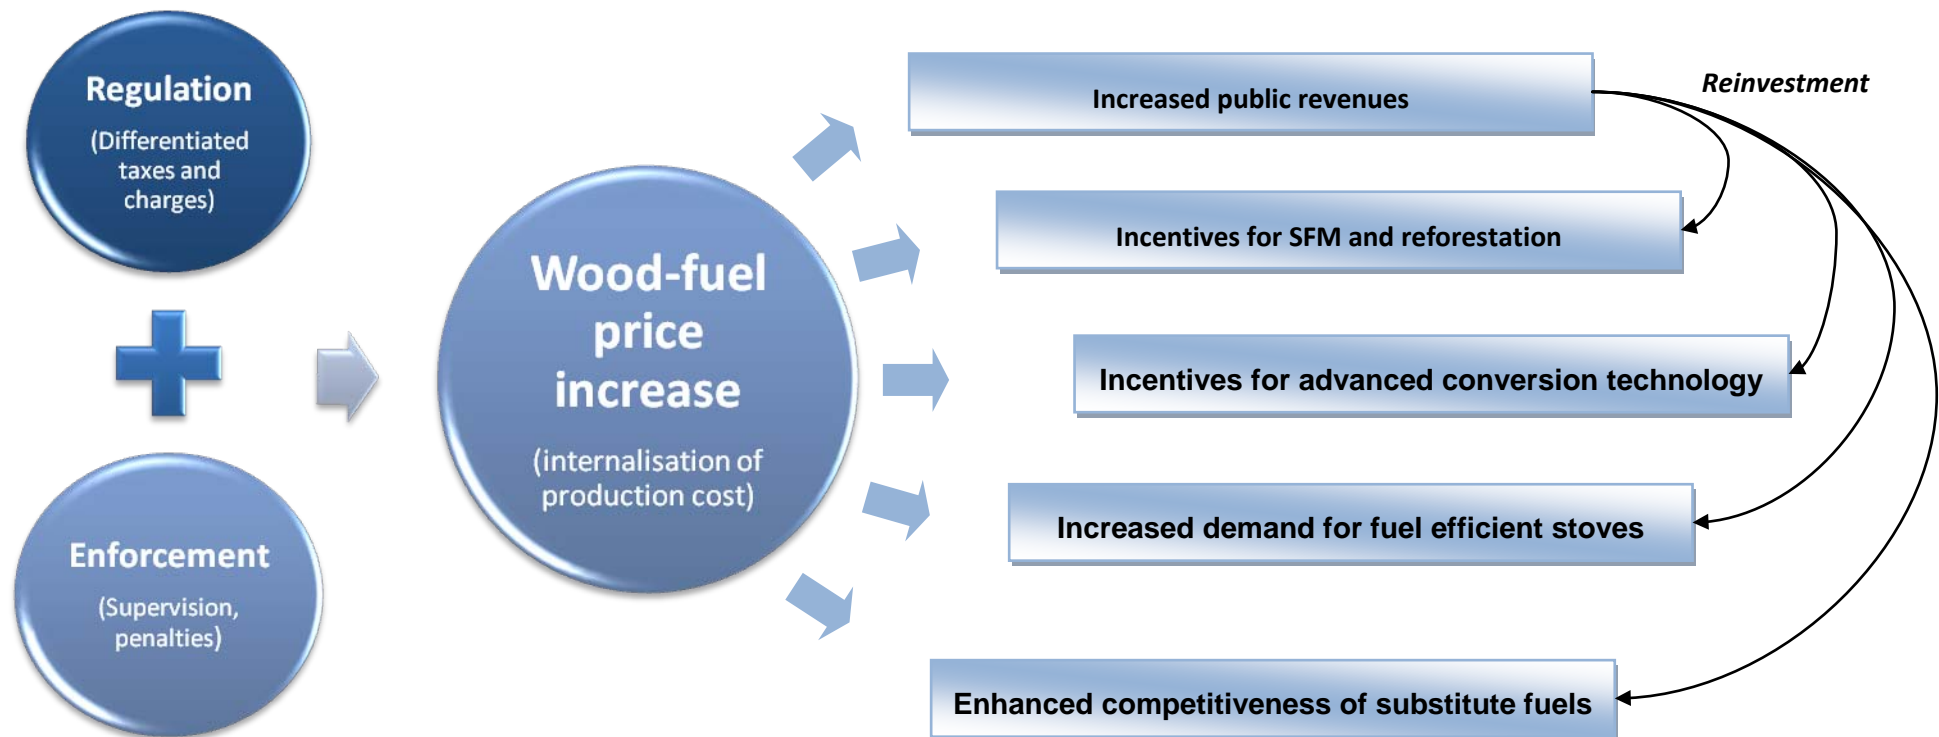 Regulation
(Differentiated
taxes and
charges)
Enforcement
(Supervision,
penalties)
Wood-fuel
price
increase
(internalisation of
production cost)
Increased public revenues
Reinvestment
Incentives for SFM and reforestation
Incentives for advanced conversion technology
Increased demand for fuel efficient stoves
Enhanced competitiveness of substitute fuels